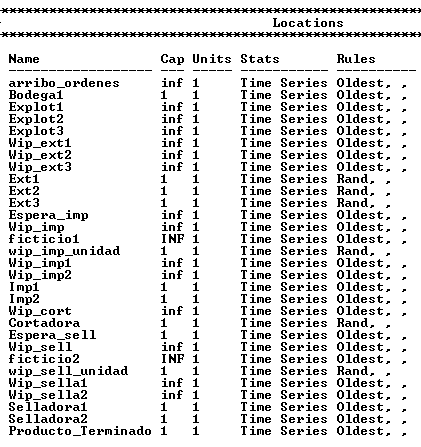 ********************************************************
Locations
********************************************************
Name Cap Units Stats Rules
------------------ --- ----- ----------- ----------
arribo_ordenes inf 1 Time Series Oldest, ,
Bodega1 1 1 Time Series Oldest, ,
Explot1 inf 1 Time Series Oldest, ,
Explot2 inf 1 Time Series Oldest, ,
Explot3 inf 1 Time Series Oldest, ,
Wip_ext1 inf 1 Time Series Oldest, ,
Wip_ext2 inf 1 Time Series Oldest, ,
Wip_ext3 inf 1 Time Series Oldest, ,
Ext1 1 1 Time Series Rand, ,
Ext2 1 1 Time Series Rand, ,
Ext3 1 1 Time Series Rand, ,
Espera_imp inf 1 Time Series Oldest, ,
Wip_imp inf 1 Time Series Oldest, ,
ficticio1 INF 1 Time Series Oldest, ,
wip_imp_unidad 1 1 Time Series Rand, ,
Wip_imp1 inf 1 Time Series Oldest, ,
Wip_imp2 inf 1 Time Series Oldest, ,
Imp1 1 1 Time Series Oldest, ,
Imp2 1 1 Time Series Oldest, ,
Wip_cort inf 1 Time Series Oldest, ,
Cortadora 1 1 Time Series Rand, ,
Espera_sell 1 1 Time Series Oldest, ,
Wip_sell inf 1 Time Series Oldest, ,
ficticio2 INF 1 Time Series Oldest, ,
wip_sell_unidad 1 1 Time Series Rand, ,
Wip_sella1 inf 1 Time Series Oldest, ,
Wip_sella2 inf 1 Time Series Oldest, ,
Selladora1 1 1 Time Series Oldest, ,
Selladora2 1 1 Time Series Oldest, ,
Producto_Terminado 1 1 Time Series Oldest, ,